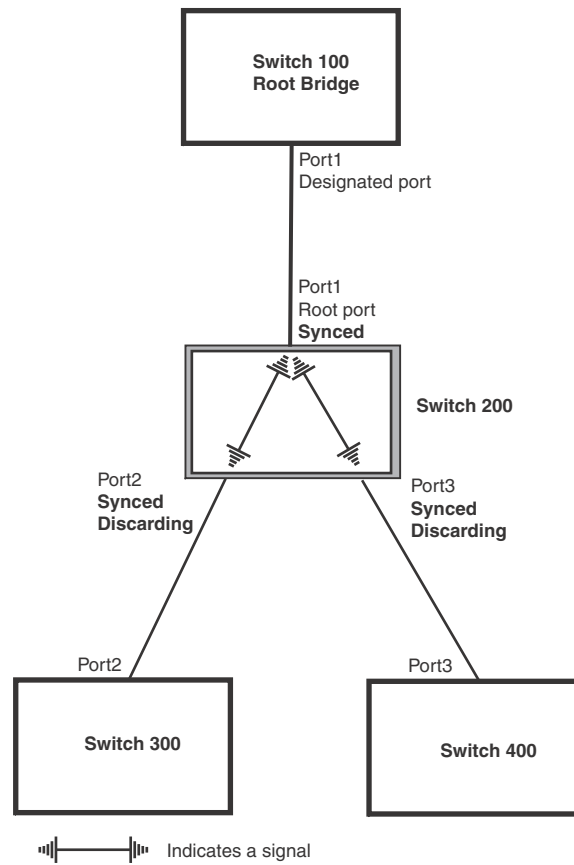 Switch 100
Root Bridge
Port1
Designated port
Port1
Root port
Synced
Switch 200
Port2
Synced
Discarding
Port3
Synced
Discarding
Port2
Port3
Switch 300
Switch 400
Indicates a signal